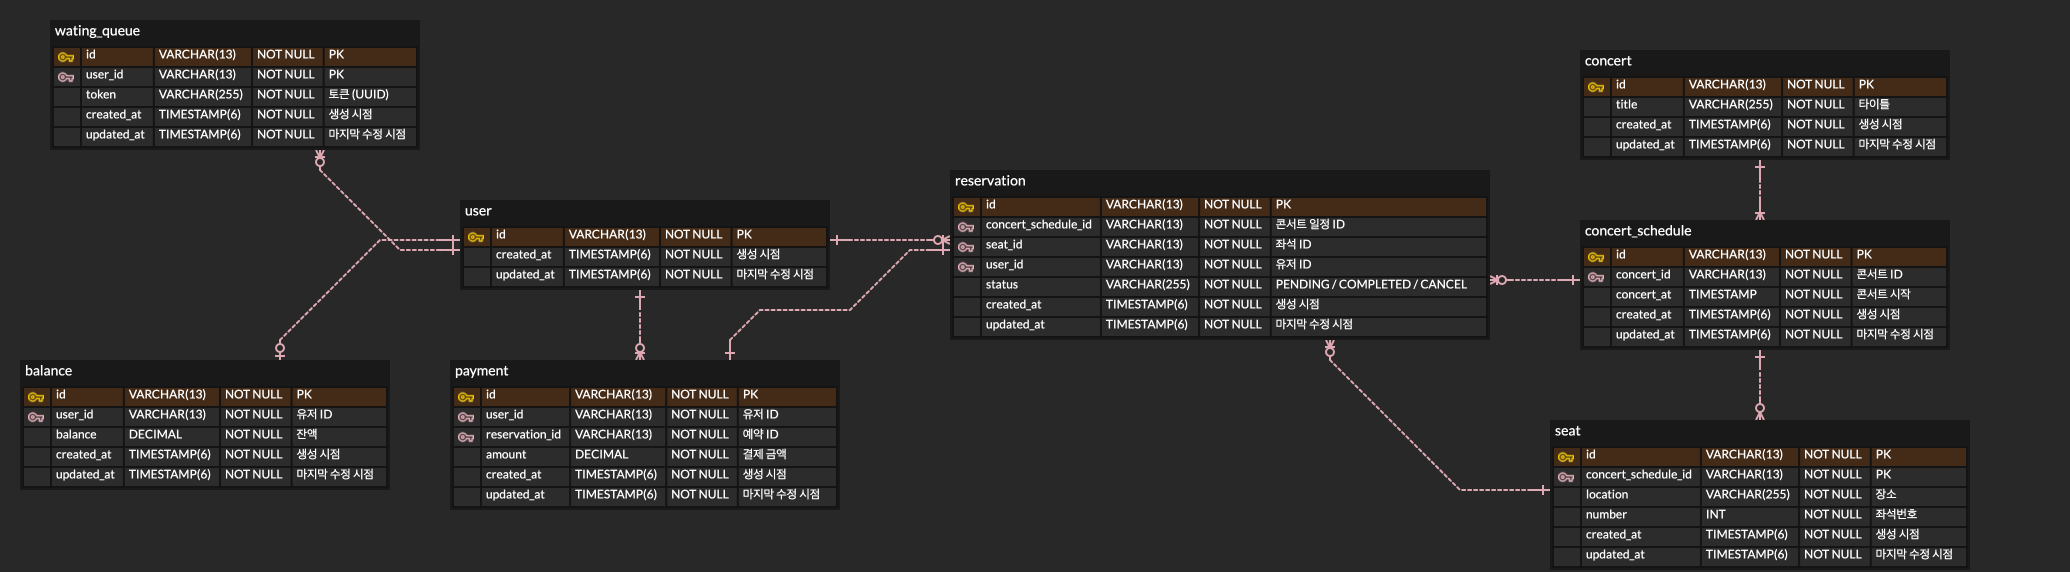 wating_queue
id VARCHAR(13) NOT NULL PK
user_id VARCHAR(13) NOT NULL PK
token VARCHAR(255) NOT NULL 토큰 (UUID)
created_at TIMESTAMP(6) NOT NULL 생성 시점
updated_at TIMESTAMP(6) NOT NULL 마지막 수정 시점
user
id VARCHAR(13) NOT NULL PK
created_at TIMESTAMP(6) NOT NULL 생성 시점
updated_at TIMESTAMP(6) NOT NULL 마지막 수정 시점
balance
id VARCHAR(13) NOT NULL PK
user_id VARCHAR(13) NOT NULL 유저 ID
balance DECIMAL NOT NULL 잔액
created_at TIMESTAMP(6) NOT NULL 생성 시점
updated_at TIMESTAMP(6) NOT NULL 마지막 수정 시점
payment
id VARCHAR(13) NOT NULL PK
user_id VARCHAR(13) NOT NULL 유저 ID
reservation_id VARCHAR(13) NOT NULL 예약 ID
amount DECIMAL NOT NULL 결제 금액
created_at TIMESTAMP(6) NOT NULL 생성 시점
updated_at TIMESTAMP(6) NOT NULL 마지막 수정 시점
reservation
id VARCHAR(13) NOT NULL PK
concert_schedule_id VARCHAR(13) NOT NULL 콘서트 일정 ID
seat_id VARCHAR(13) NOT NULL 좌석 ID
user_id VARCHAR(13) NOT NULL 유저 ID
status VARCHAR(255) NOT NULL PENDING / COMPLETED / CANCEL
created_at TIMESTAMP(6) NOT NULL 생성 시점
updated_at TIMESTAMP(6) NOT NULL 마지막 수정 시점
concert
id VARCHAR(13) NOT NULL PK
title VARCHAR(255) NOT NULL 타이틀
created_at TIMESTAMP(6) NOT NULL 생성 시점
updated_at TIMESTAMP(6) NOT NULL 마지막 수정 시점
concert_schedule
id VARCHAR(13) NOT NULL PK
concert_id VARCHAR(13) NOT NULL 콘서트 ID
concert_at TIMESTAMP NOT NULL 콘서트 시작
created_at TIMESTAMP(6) NOT NULL 생성 시점
updated_at TIMESTAMP(6) NOT NULL 마지막 수정 시점
seat
id VARCHAR(13) NOT NULL PK
concert_schedule_id VARCHAR(13) NOT NULL PK
location VARCHAR(255) NOT NULL 장소
number INT NOT NULL 좌석번호
created_at TIMESTAMP(6) NOT NULL 생성 시점
updated_at TIMESTAMP(6) NOT NULL 마지막 수정 시점